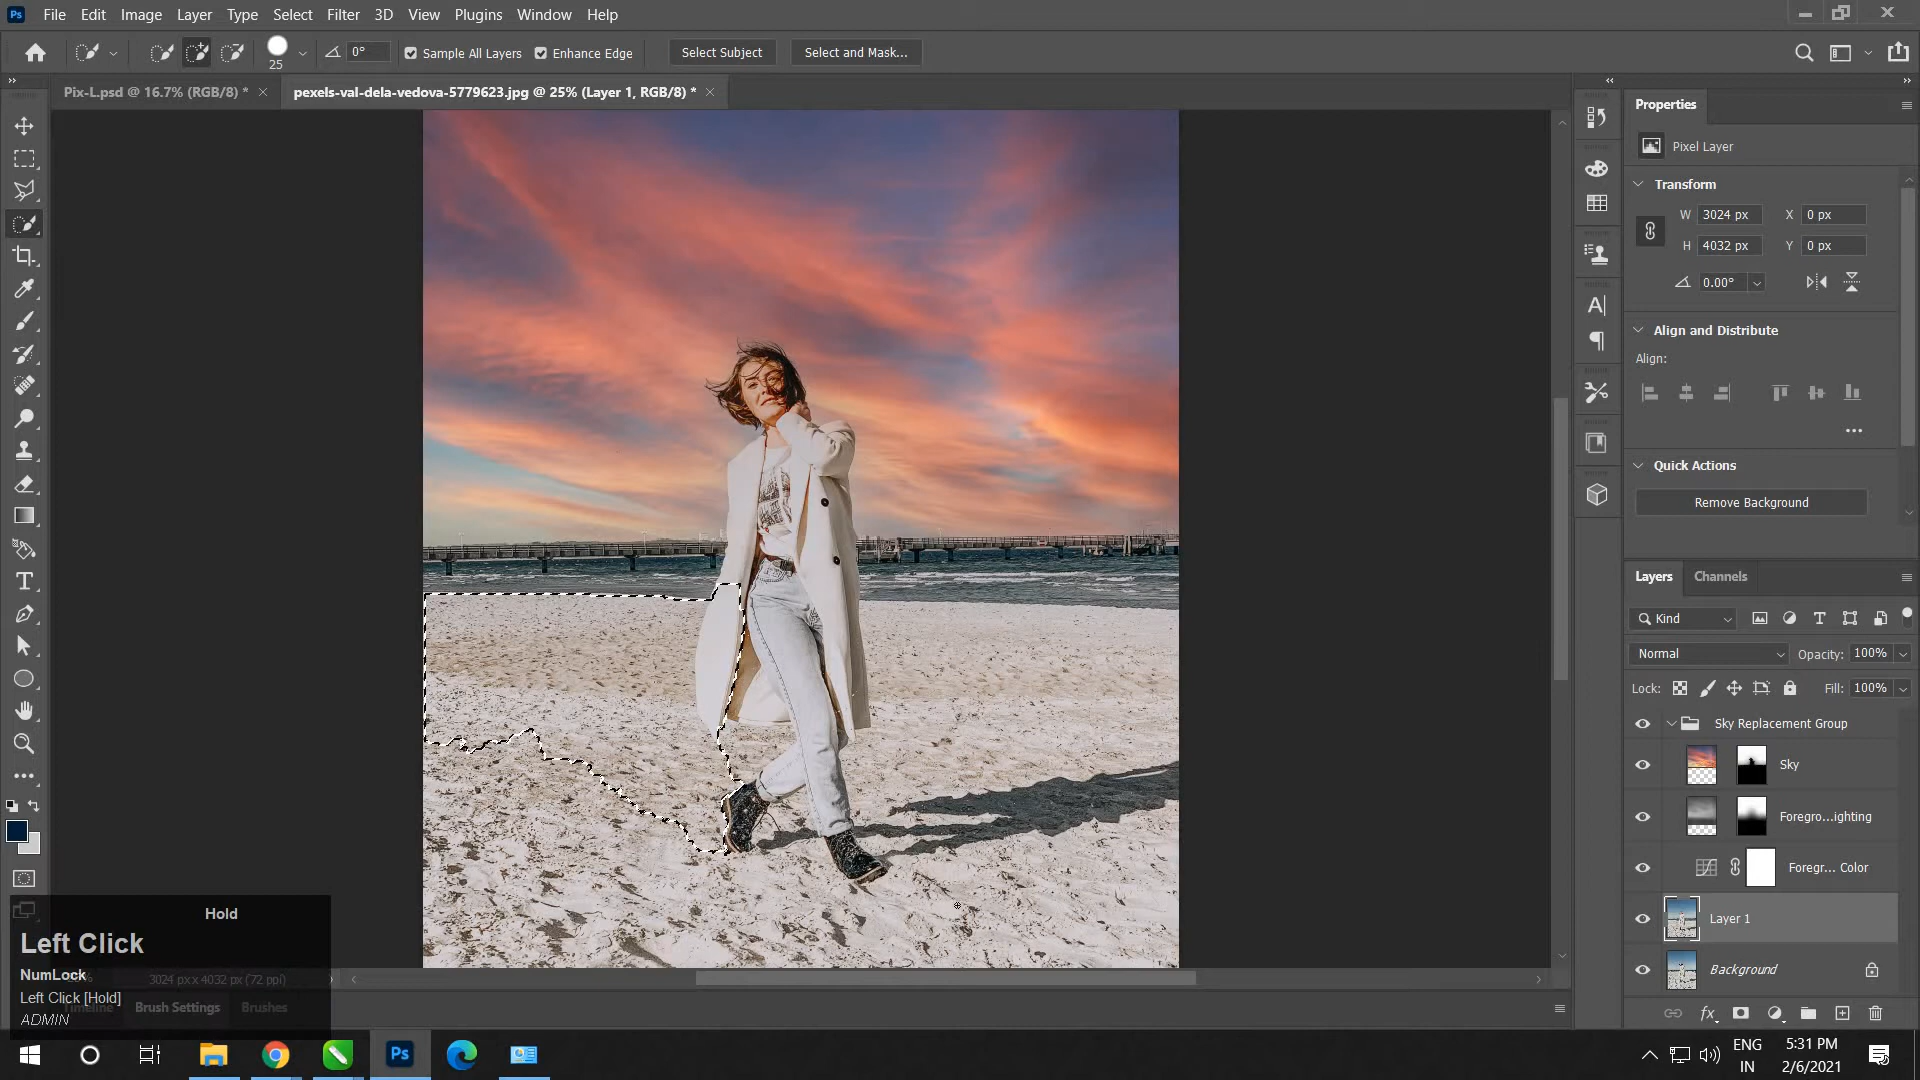 Ps File Edit Image Layer Type Select Filter 3D View Plugins Window Help
25 0° Sample All Layers Enhance Edge Select Subject Select and Mask...
Pix-L.psd @ 16.7% (RGB/8) * × pexels-val-dela-vedova-5779623.jpg @ 25% (Layer 1, RGB/8) * ×
Properties
Pixel Layer
Transform
W 3024 px X 0 px
H 4032 px Y 0 px
0.00°
Align and Distribute
Align:
Quick Actions
Remove Background
Layers Channels
Kind
Normal Opacity: 100%
Lock: Fill: 100%
Sky Replacement Group
Sky
Foregro...ighting
Foregr... Color
Layer 1
Background
Hold
Left Click
NumLock
3024 px x 4032 px (72 ppi)
Left Click [Hold]
Timeline Brush Settings Brushes
ADMIN
ENG 5:31 PM
IN 2/6/2021